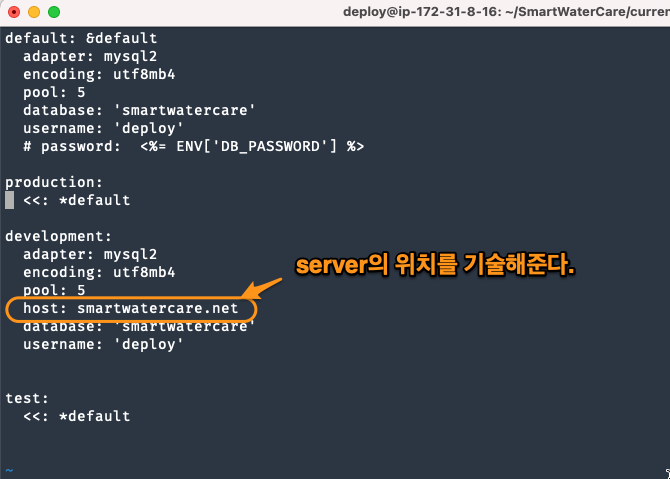 deploy@ip-172-31-8-16: ~/SmartWaterCare/curren
default: &default
  adapter: mysql2
  encoding: utf8mb4
  pool: 5
  database: 'smartwatercare'
  username: 'deploy'
  # password:  <%= ENV['DB_PASSWORD'] %>
production:
  <<: *default
development:
  adapter: mysql2
  encoding: utf8mb4
  pool: 5
  host: smartwatercare.net
  database: 'smartwatercare'
  username: 'deploy'
server의 위치를 기술해준다.
test:
  <<: *default
~